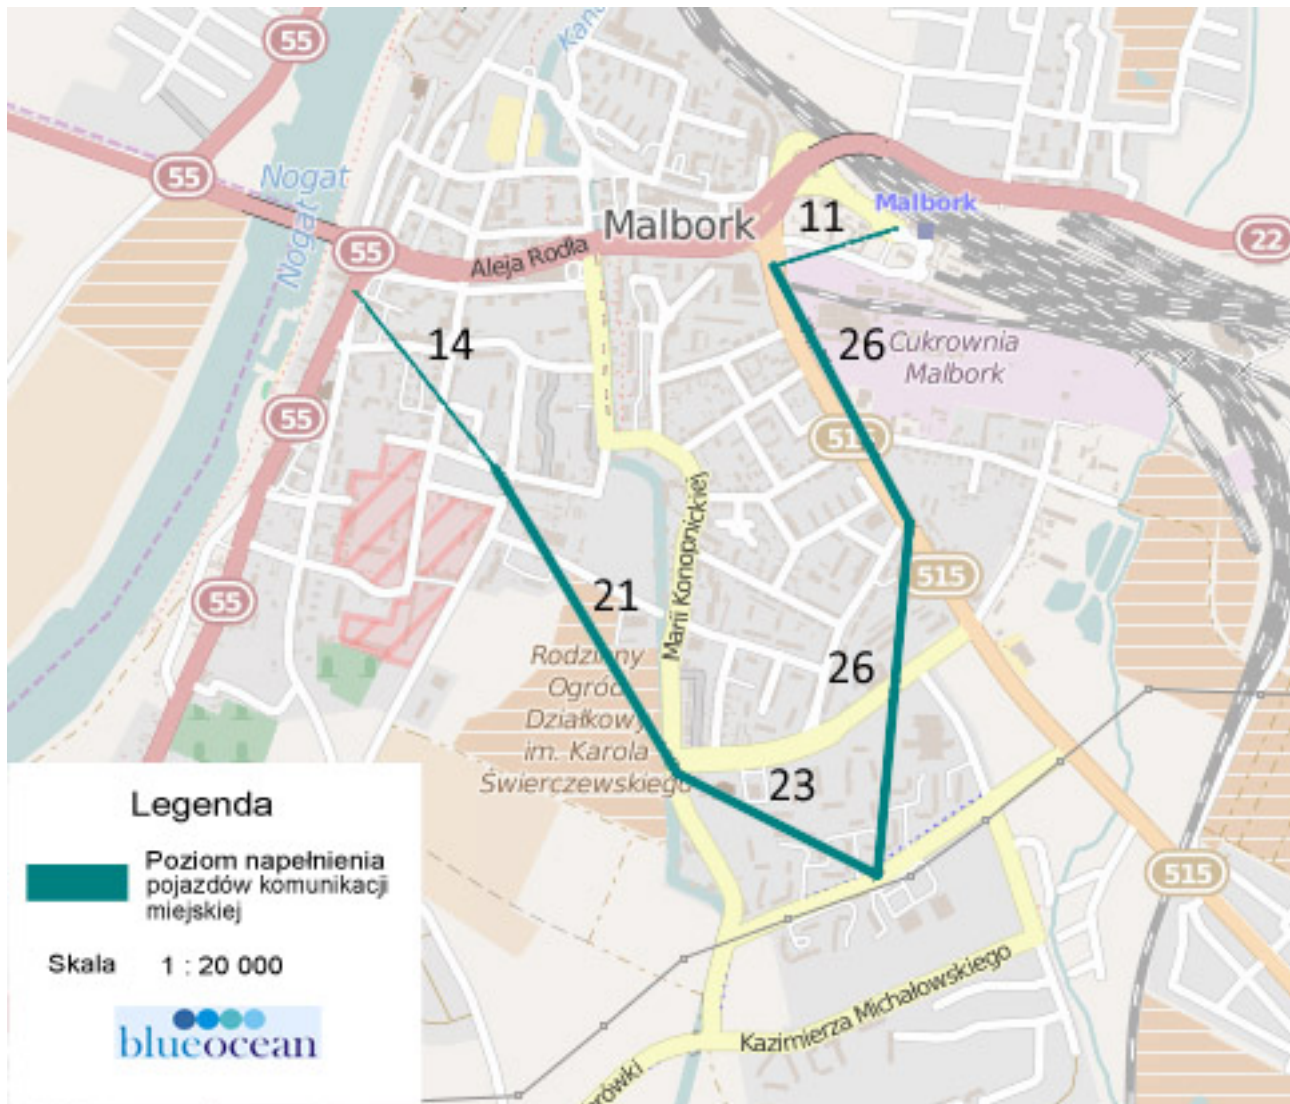 55
Kana
55
Nogat
Nogat
55
Malbork
Aleja Rodła
11
Malbork
22
14
26
Cukrownia
Malbork
55
515
Marii Konopnickiej
55
21
515
Rodzinny
Ogród
Działkowy
im. Karola
Świerczewskiego
26
23
515
Kazimierza Michałowskiego
Legenda
Poziom napełnienia
pojazdów komunikacji
miejskiej
Skala 1 : 20 000
blueocean